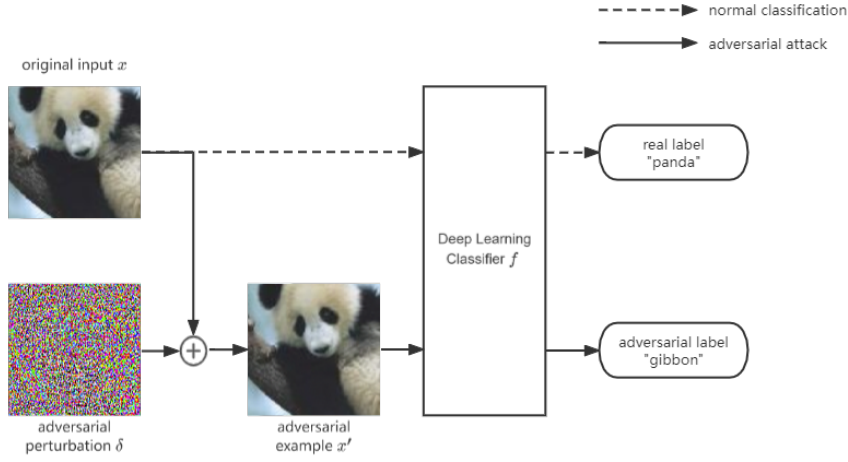 normal classification
adversarial attack
original input x
real label
"panda"
Deep Learning
Classifier f
adversarial label
"gibbon"
adversarial
perturbation δ
adversarial
example x′